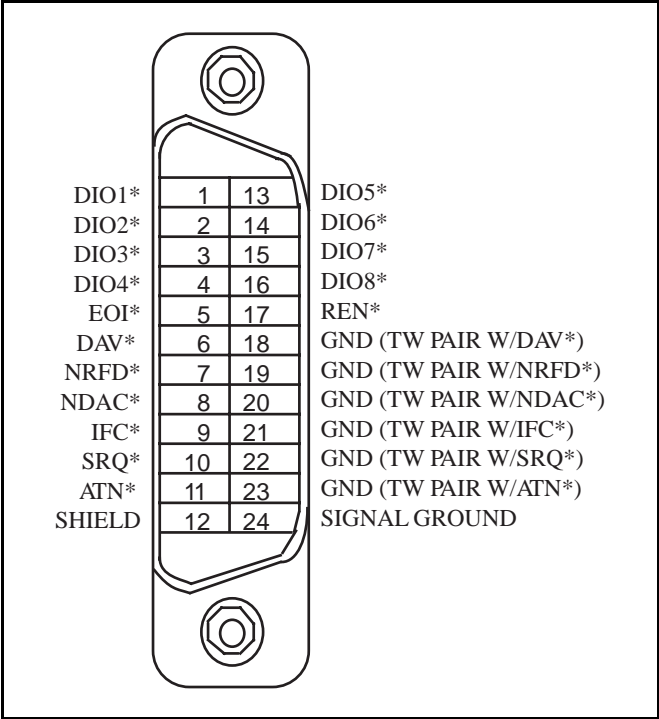 DIO1* 1 13 DIO5*
DIO2* 2 14 DIO6*
DIO3* 3 15 DIO7*
DIO4* 4 16 DIO8*
EOI* 5 17 REN*
DAV* 6 18 GND (TW PAIR W/DAV*)
NRFD* 7 19 GND (TW PAIR W/NRFD*)
NDAC* 8 20 GND (TW PAIR W/NDAC*)
IFC* 9 21 GND (TW PAIR W/IFC*)
SRQ* 10 22 GND (TW PAIR W/SRQ*)
ATN* 11 23 GND (TW PAIR W/ATN*)
SHIELD 12 24 SIGNAL GROUND